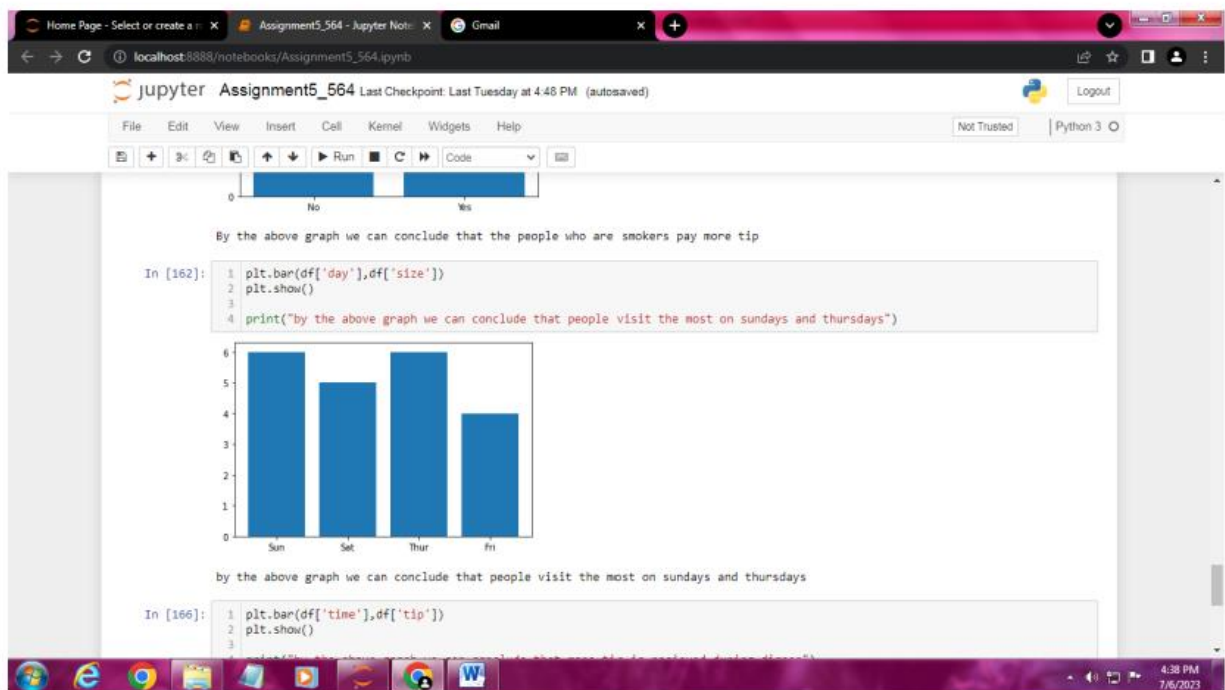 Home Page - Select or create a n
Assignment5_564 - Jupyter Note
Gmail
localhost:8888/notebooks/Assignment5_564.ipynb
jupyter Assignment5_564 Last Checkpoint: Last Tuesday at 4:48 PM (autosaved)
Logout
File Edit View Insert Cell Kernel Widgets Help
Not Trusted
Python 3
Run
Code
0
No Yes
By the above graph we can conclude that the people who are smokers pay more tip
In [162]:
1 plt.bar(df['day'],df['size'])
2 plt.show()
3
4 print("by the above graph we can conclude that people visit the most on sundays and thursdays")
6
5
4
3
2
1
0
Sun Sat Thur Fri
by the above graph we can conclude that people visit the most on sundays and thursdays
In [166]:
1 plt.bar(df['time'],df['tip'])
2 plt.show()
3
4:38 PM
7/6/2023